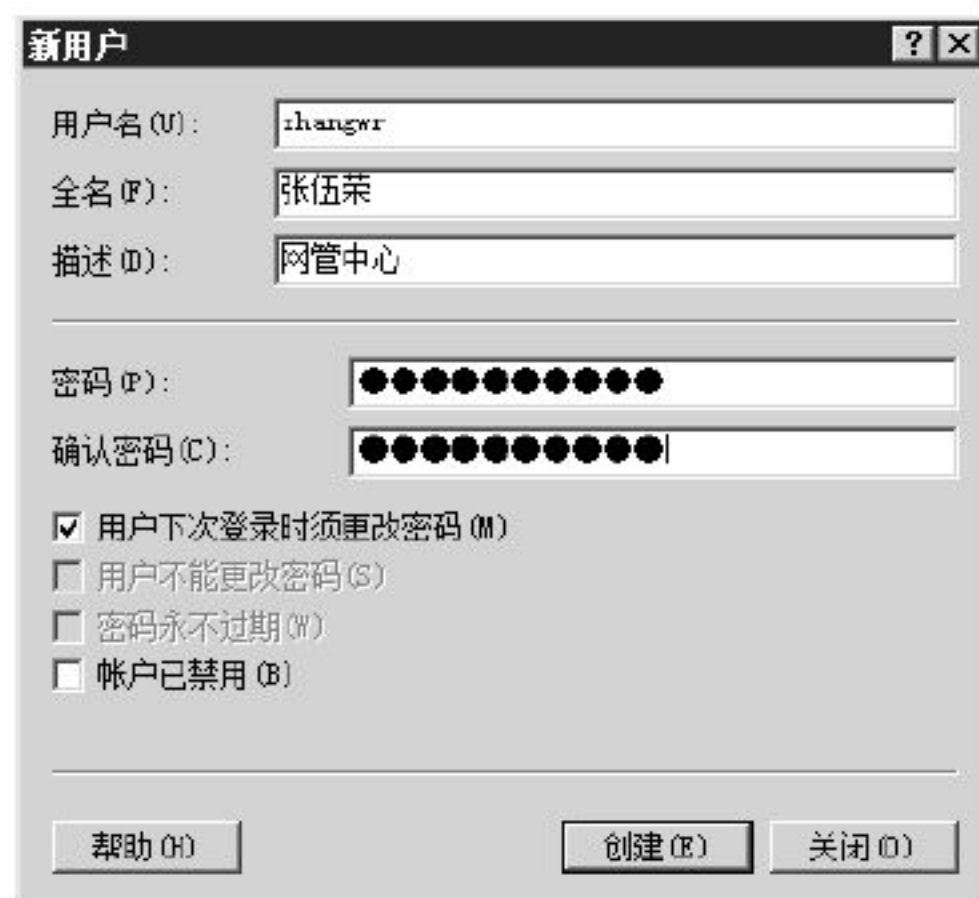 新用户
用户名(U): zhangwr
全名(F): 张伍荣
描述(D): 网管中心
密码(P): ●●●●●●●●●●
确认密码(C): ●●●●●●●●●●
用户下次登录时须更改密码(M)
用户不能更改密码(S)
密码永不过期(W)
帐户已禁用(B)
帮助(H) 创建(E) 关闭(O)